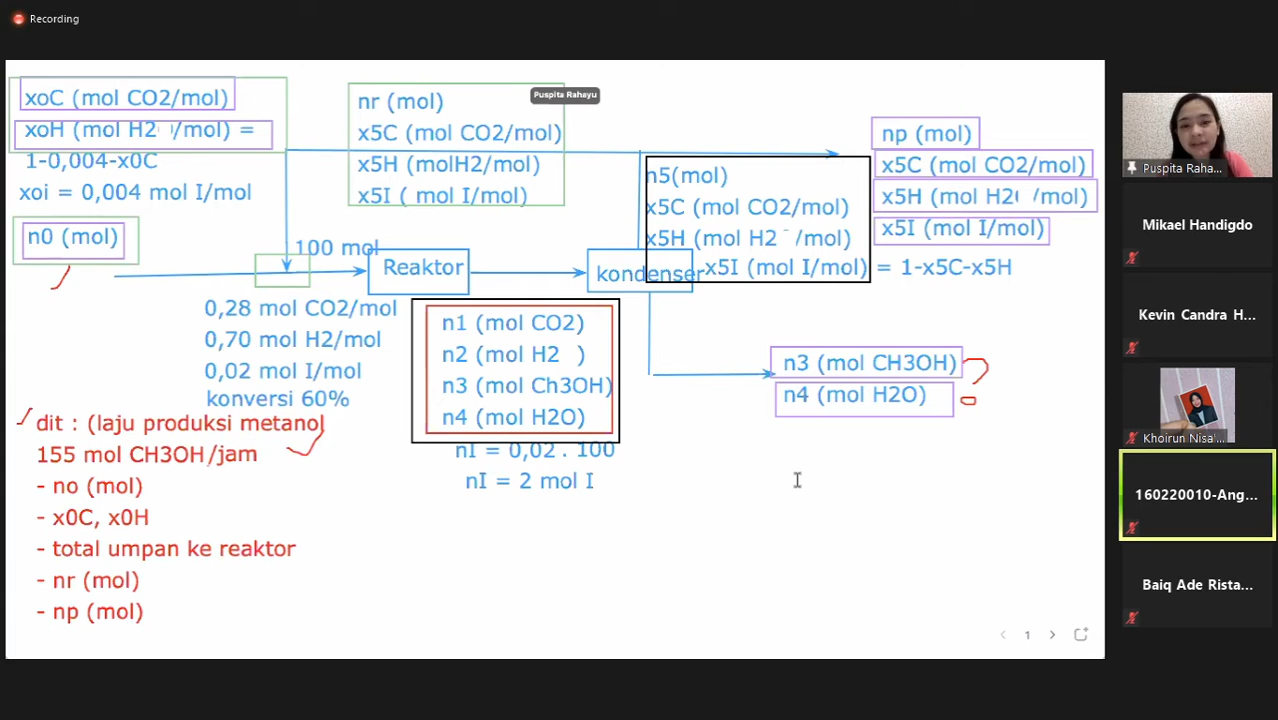 Recording
xoC (mol CO2/mol)
xoH (mol H2 /mol) =
1-0,004-x0C
xoi = 0,004 mol I/mol
n0 (mol)
nr (mol)
x5C (mol CO2/mol)
x5H (molH2/mol)
x5I ( mol I/mol)
Puspita Rahayu
100 mol
Reaktor
kondenser
0,28 mol CO2/mol
0,70 mol H2/mol
0,02 mol I/mol
konversi 60%
n1 (mol CO2)
n2 (mol H2 )
n3 (mol Ch3OH)
n4 (mol H2O)
nI = 0,02 . 100
nI = 2 mol I
n5(mol)
x5C (mol CO2/mol)
x5H (mol H2 /mol)
x5I (mol I/mol) = 1-x5C-x5H
np (mol)
x5C (mol CO2/mol)
x5H (mol H2 /mol)
x5I (mol I/mol)
n3 (mol CH3OH)
n4 (mol H2O)
?
dit : (laju produksi metanol
155 mol CH3OH/jam
- no (mol)
- x0C, x0H
- total umpan ke reaktor
- nr (mol)
- np (mol)
1
Puspita Raha...
Mikael Handigdo
Kevin Candra H...
Khoirun Nisa'...
160220010-Ang...
Baiq Ade Rista...